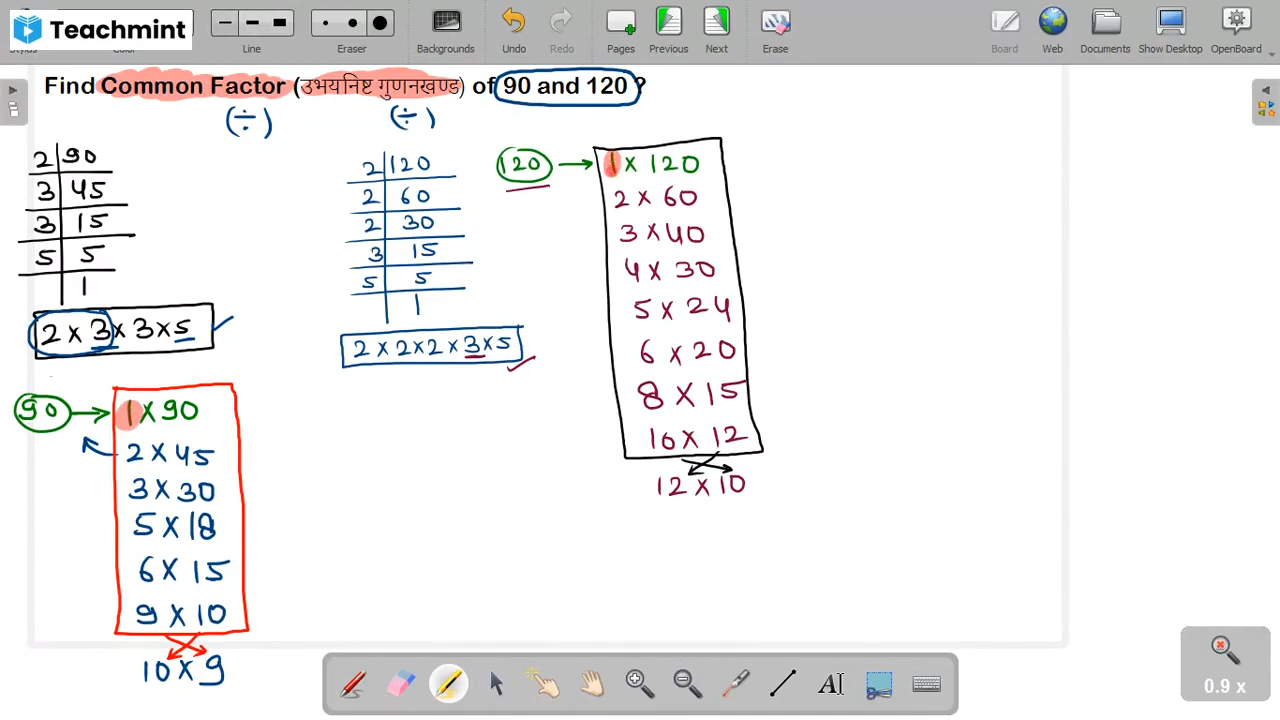 Teachmint
Styles
Color
Line
Eraser
Backgrounds
Undo
Redo
Pages
Previous
Next
Erase
Board
Web
Documents
Show Desktop
OpenBoard
Find Common Factor (उभयनिष्ट गुणनखण्ड) of 90 and 120 ?
(÷)
(÷)
2 90
3 45
3 15
5 5
1
2 × 3 × 3 × 5
2 120
2 60
2 30
3 15
5 5
1
2 × 2 × 2 × 3 × 5
120 → 1 × 120
2 × 60
3 × 40
4 × 30
5 × 24
6 × 20
8 × 15
10 × 12
12 × 10
90 → 1 × 90
2 × 45
3 × 30
5 × 18
6 × 15
9 × 10
10 × 9
0.9 x